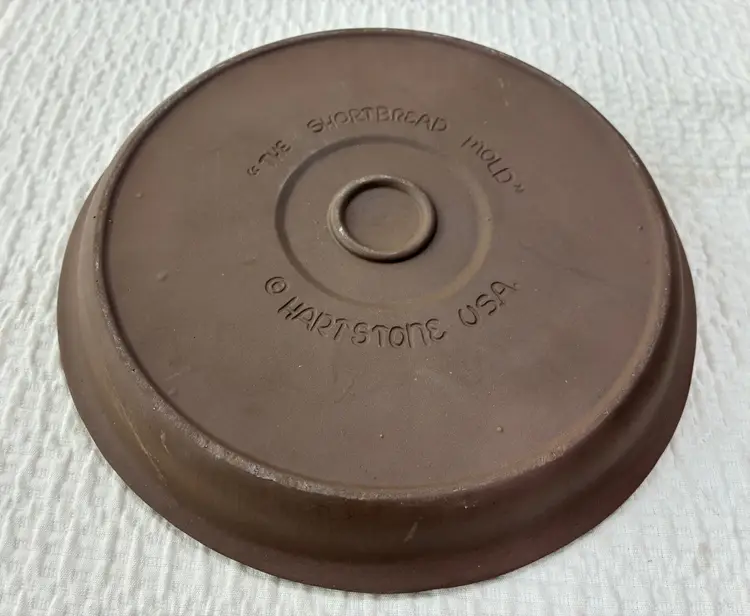 "THE SHORTBREAD MOLD"
© HARTSTONE USA.